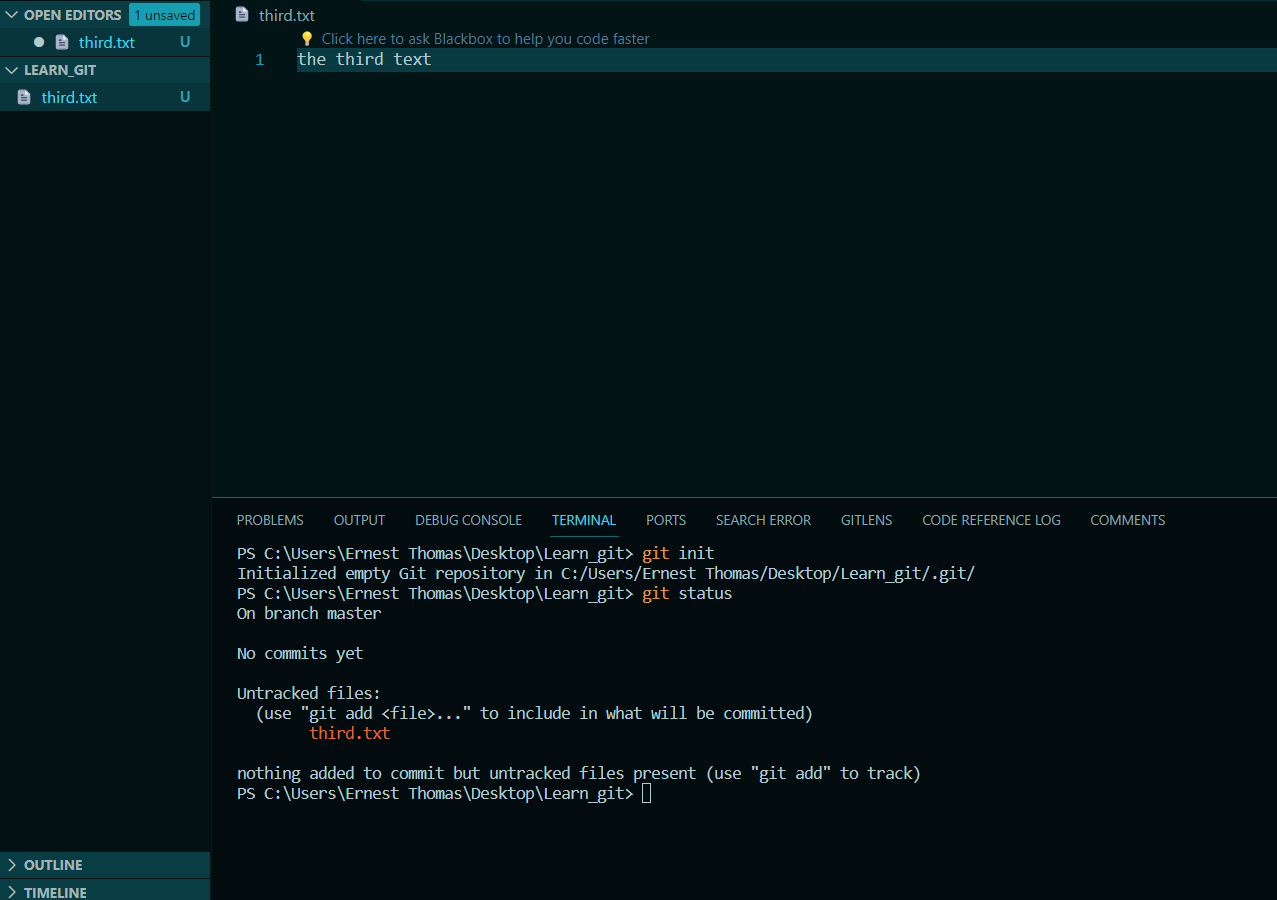 OPEN EDITORS 1 unsaved
third.txt U
LEARN_GIT
third.txt U
third.txt
Click here to ask Blackbox to help you code faster
1 the third text
PROBLEMS OUTPUT DEBUG CONSOLE TERMINAL PORTS SEARCH ERROR GITLENS CODE REFERENCE LOG COMMENTS
PS C:\Users\Ernest Thomas\Desktop\Learn_git> git init
Initialized empty Git repository in C:/Users/Ernest Thomas/Desktop/Learn_git/.git/
PS C:\Users\Ernest Thomas\Desktop\Learn_git> git status
On branch master
No commits yet
Untracked files:
(use "git add <file>..." to include in what will be committed)
third.txt
nothing added to commit but untracked files present (use "git add" to track)
PS C:\Users\Ernest Thomas\Desktop\Learn_git>
OUTLINE
TIMELINE